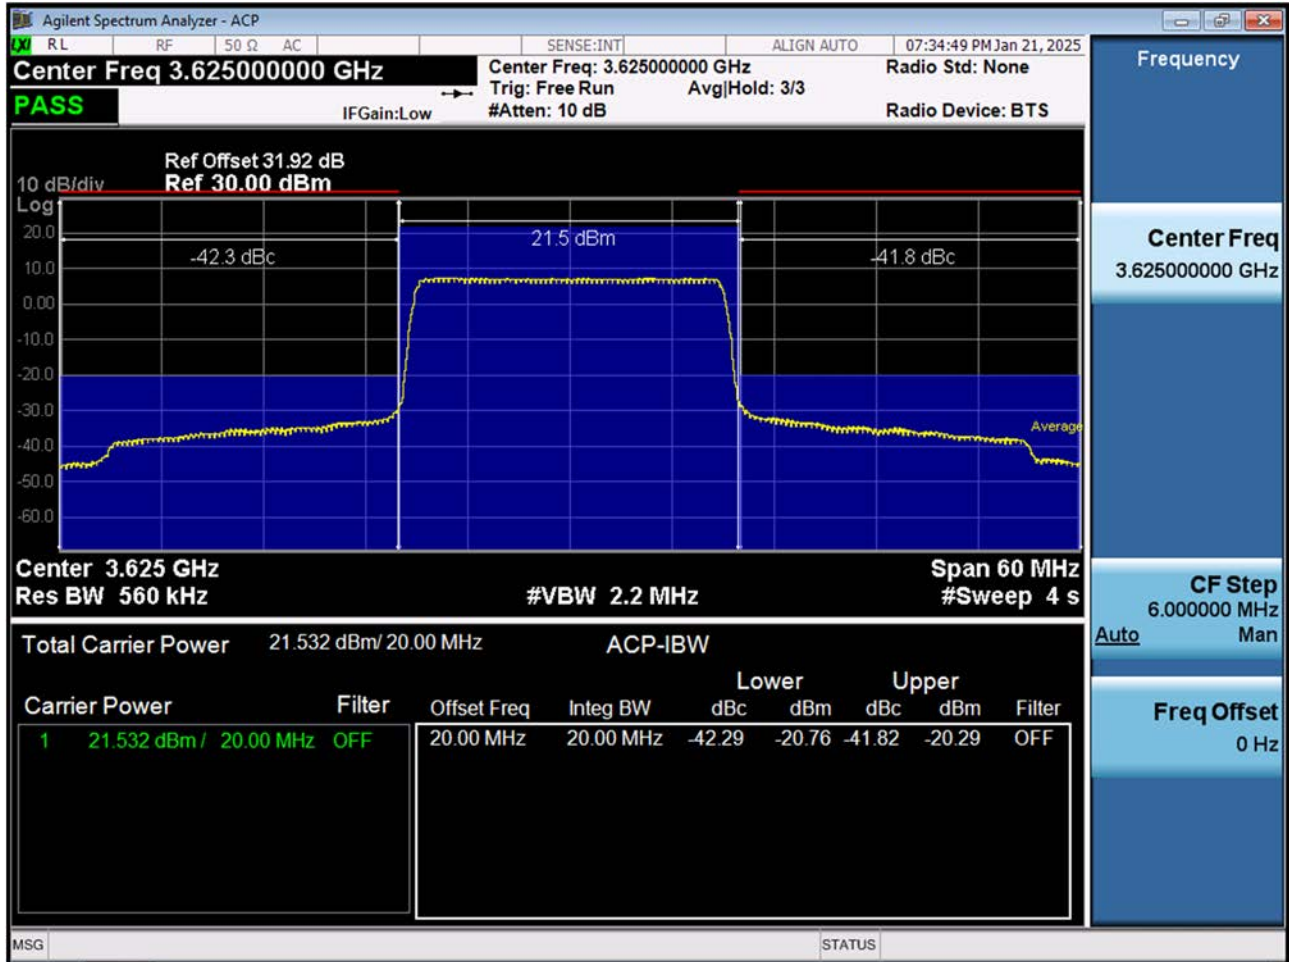 Agilent Spectrum Analyzer - ACP
LXI RL RF 50 Ω AC SENSE:INT ALIGN AUTO 07:34:49 PM Jan 21, 2025
Center Freq 3.625000000 GHz
Center Freq: 3.625000000 GHz Radio Std: None
Trig: Free Run Avg|Hold: 3/3
PASS
IFGain:Low #Atten: 10 dB Radio Device: BTS
Frequency
Ref Offset 31.92 dB
10 dB/div Ref 30.00 dBm
Log
20.0
10.0
0.00
-10.0
-20.0
-30.0
-40.0
-50.0
-60.0
-42.3 dBc
21.5 dBm
-41.8 dBc
Average
Center 3.625 GHz Span 60 MHz
Res BW 560 kHz #VBW 2.2 MHz #Sweep 4 s
Total Carrier Power 21.532 dBm/ 20.00 MHz ACP-IBW
Lower Upper
Carrier Power Filter Offset Freq Integ BW dBc dBm dBc dBm Filter
1 21.532 dBm / 20.00 MHz OFF 20.00 MHz 20.00 MHz -42.29 -20.76 -41.82 -20.29 OFF
Center Freq
3.625000000 GHz
CF Step
6.000000 MHz
Auto Man
Freq Offset
0 Hz
MSG STATUS